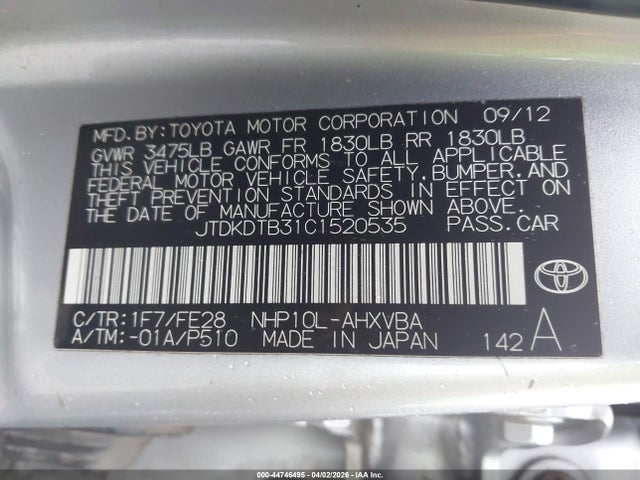 MFD. BY: TOYOTA MOTOR CORPORATION 09/12
GVWR 3475LB GAWR FR 1830LB RR 1830LB
THIS VEHICLE CONFORMS TO ALL APPLICABLE
FEDERAL MOTOR VEHICLE SAFETY, BUMPER, AND
THEFT PREVENTION STANDARDS IN EFFECT ON
THE DATE OF MANUFACTURE SHOWN ABOVE.
JTDKDTB31C1520535 PASS. CAR
TOYOTA
C/TR: 1F7/FE28 NHP10L-AHXVBA
A/TM: -01A/P510 MADE IN JAPAN 142 A
000-44746495 - 04/02/2026 - IAA Inc.